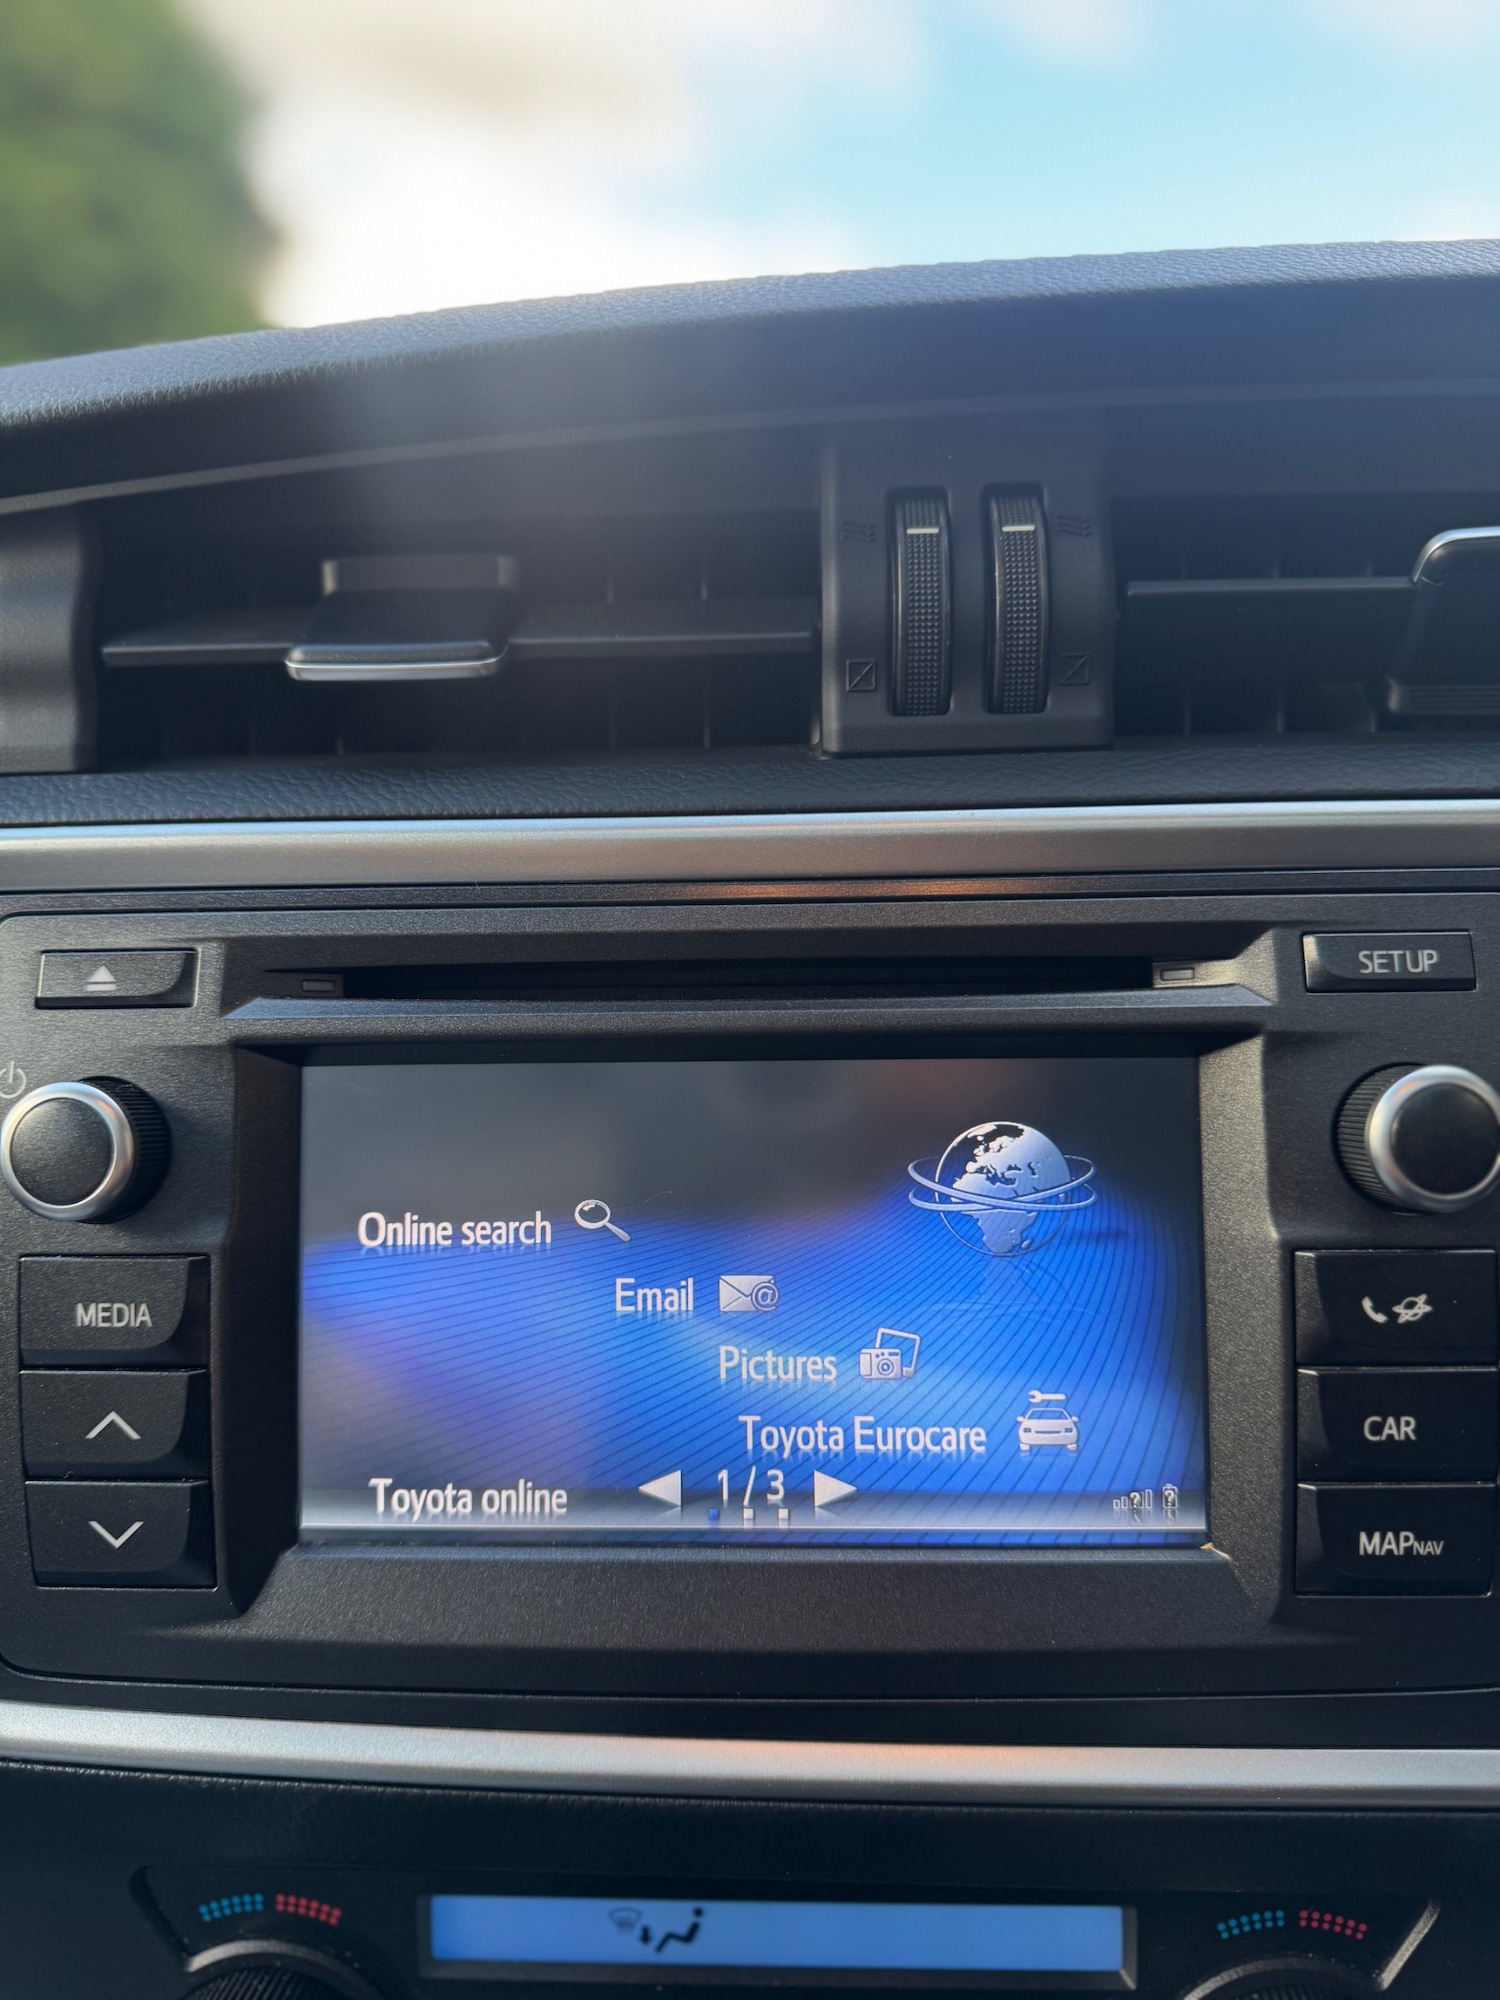 SETUP
MEDIA
Online search
Email
Pictures
Toyota Eurocare
Toyota online
1 / 3
CAR
MAPNAV